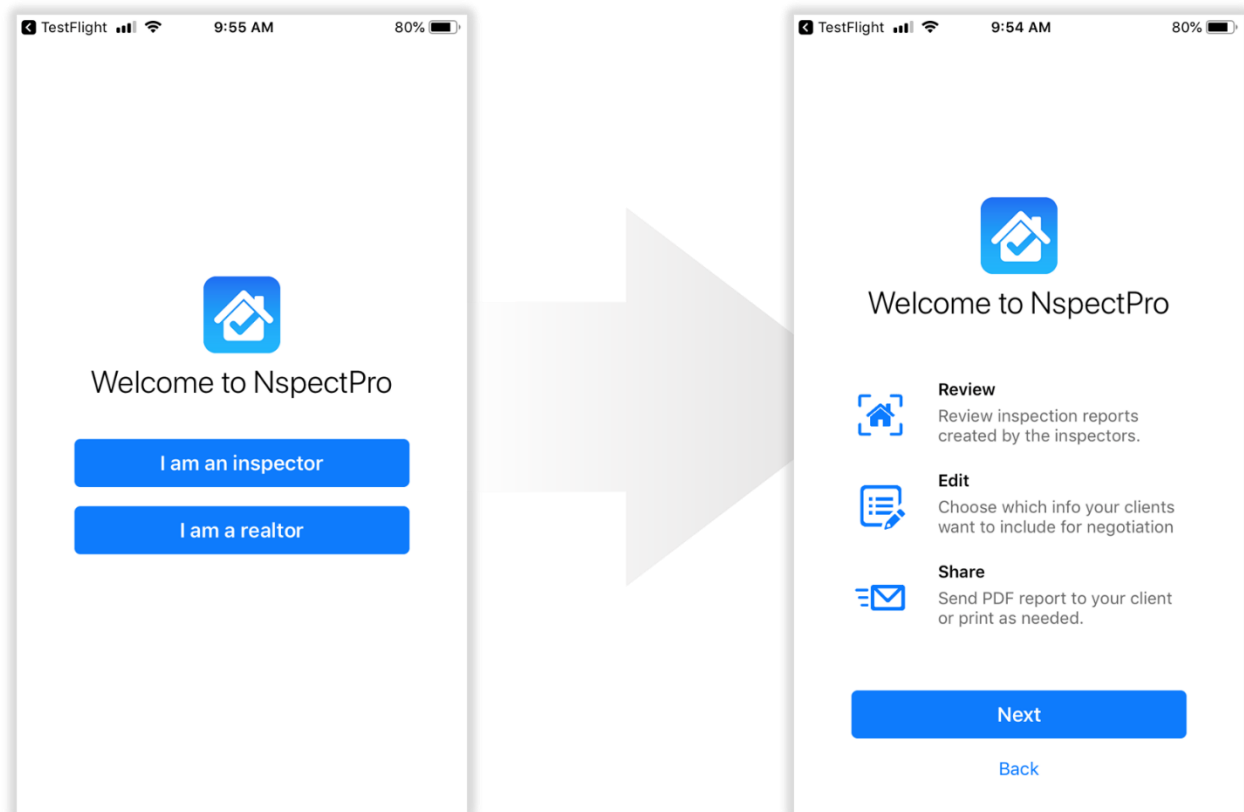 TestFlight 9:55 AM 80%
Welcome to NspectPro
I am an inspector
I am a realtor
TestFlight 9:54 AM 80%
Welcome to NspectPro
Review
Review inspection reports
created by the inspectors.
Edit
Choose which info your clients
want to include for negotiation
Share
Send PDF report to your client
or print as needed.
Next
Back